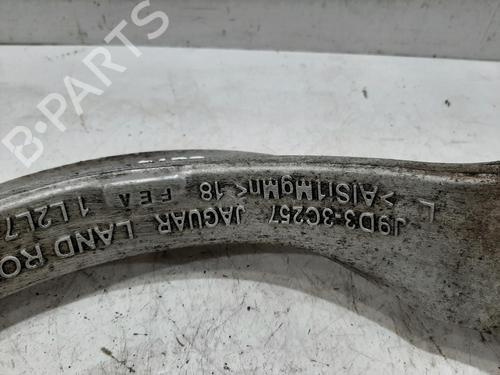 B-PARTS
L >AlSi1MgMn< 18 FEA 1L2L7
J9D3-3C257 JAGUAR LAND RO